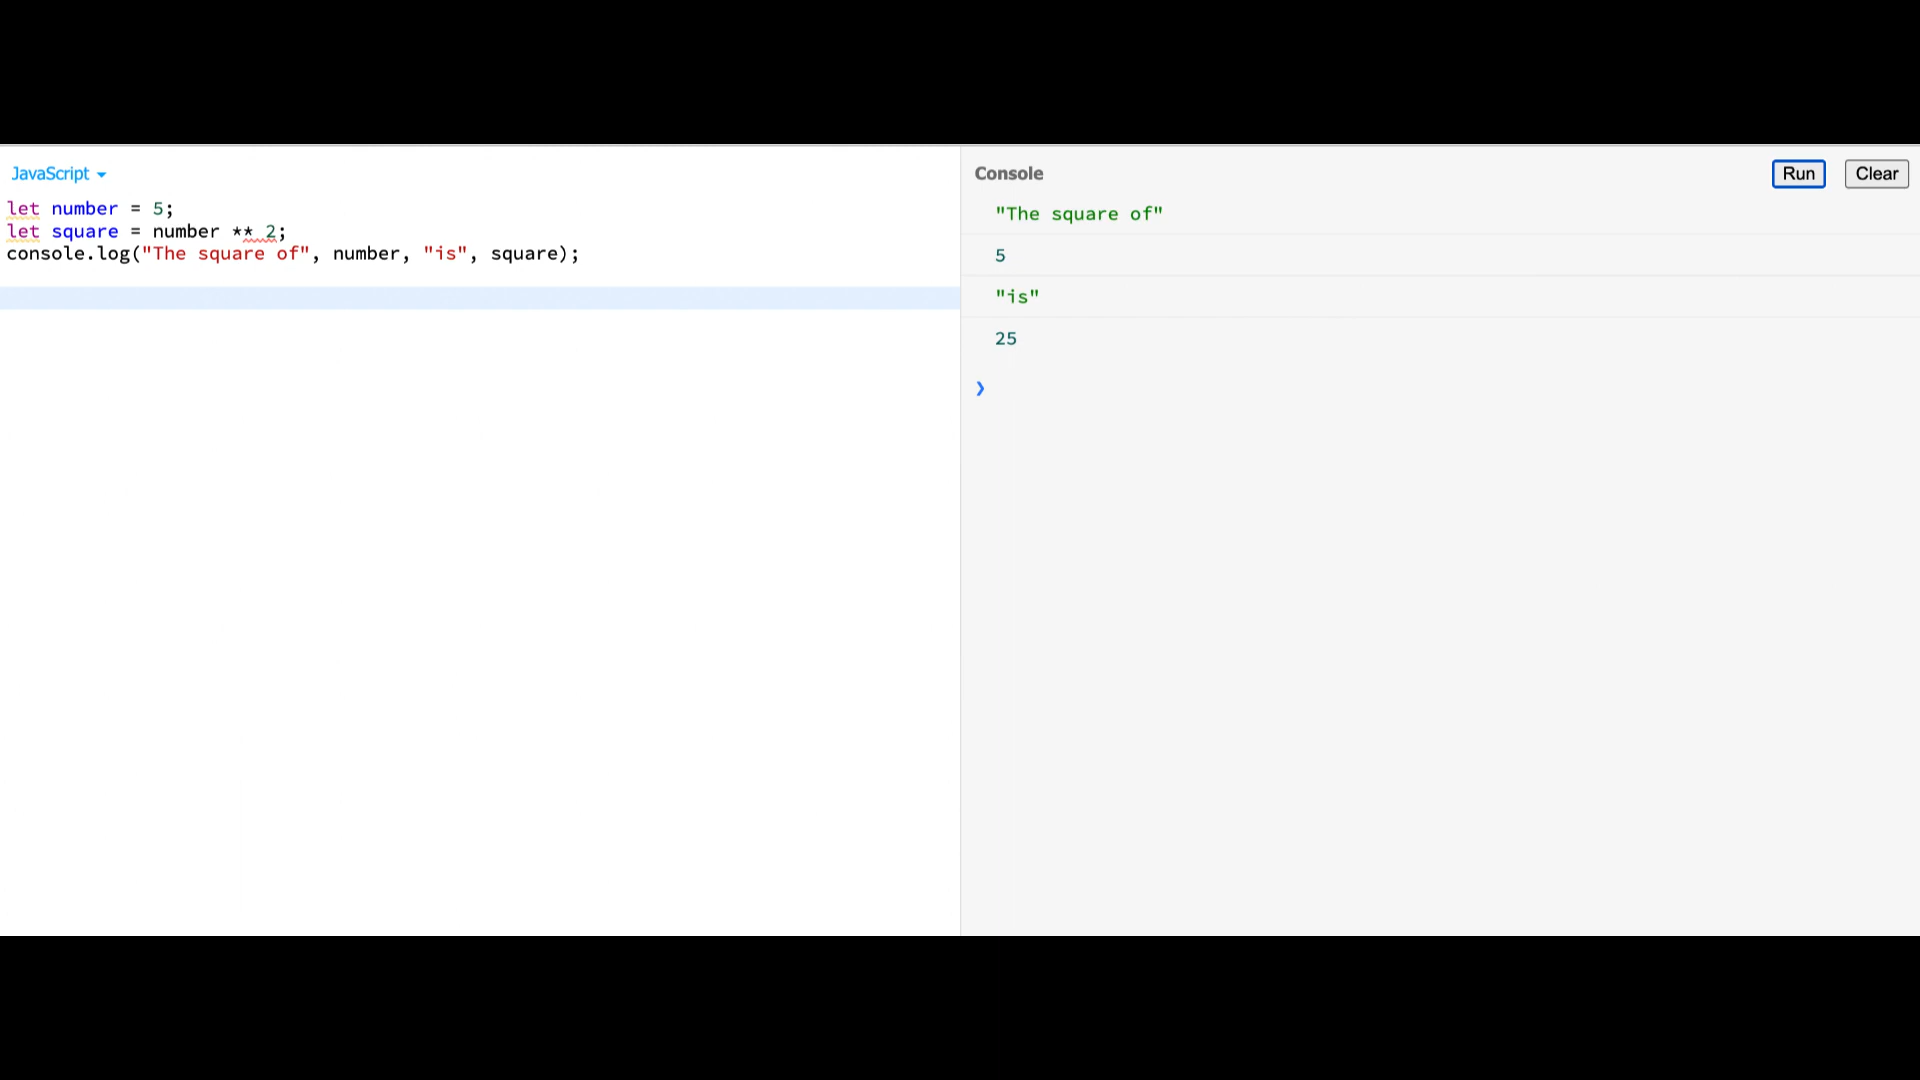 JavaScript
let number = 5;
let square = number ** 2;
console.log("The square of", number, "is", square);
Console
Run
Clear
"The square of"
5
"is"
25